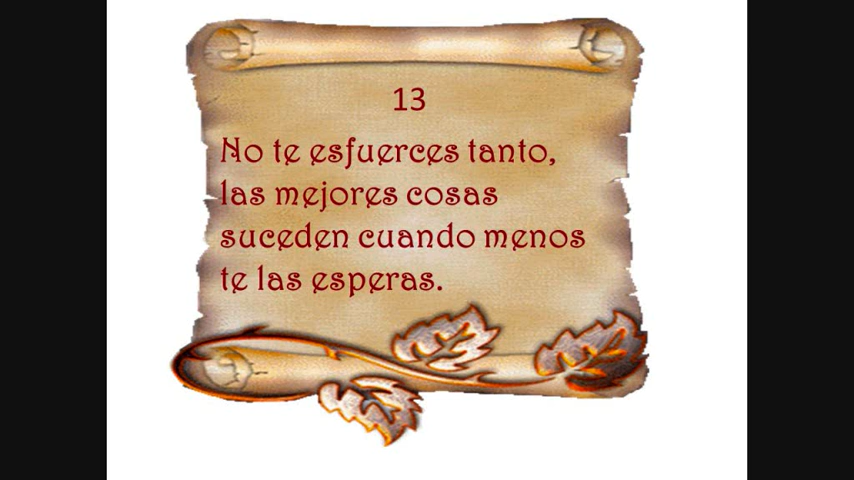 13
No te esfuerces tanto,
las mejores cosas
suceden cuando menos
te las esperas.